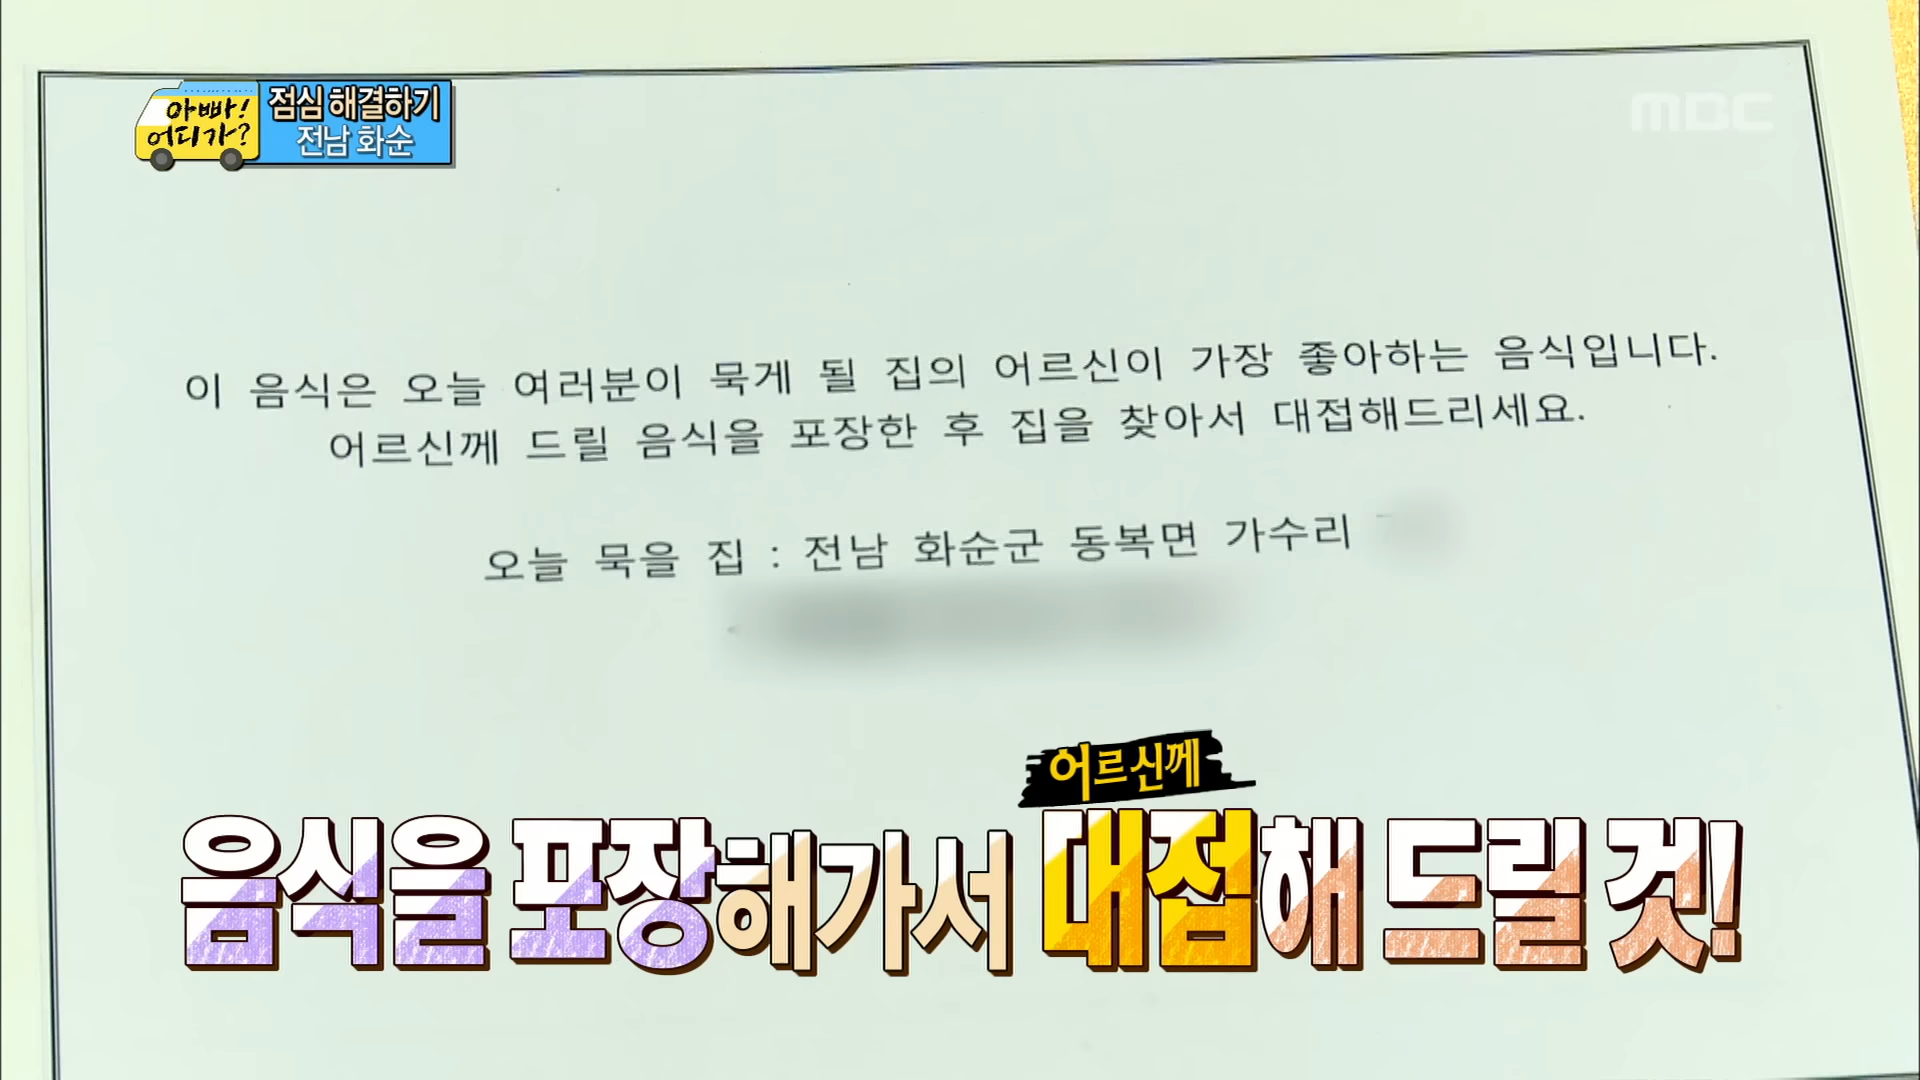 아빠!
어디가?
점심 해결하기
전남 화순
MBC
이 음식은 오늘 여러분이 묵게 될 집의 어르신이 가장 좋아하는 음식입니다.
어르신께 드릴 음식을 포장한 후 집을 찾아서 대접해드리세요.
오늘 묵을 집 : 전남 화순군 동복면 가수리
어르신께
음식을 포장해가서 대접해 드릴 것!